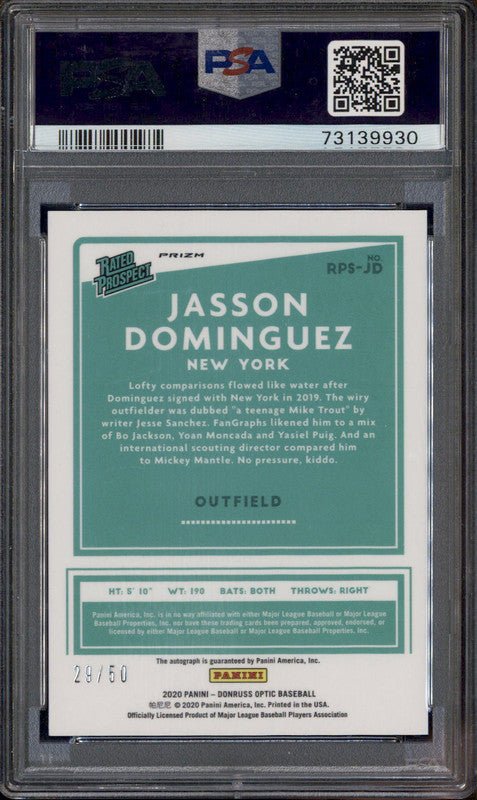 PSA
PSA
73139930
RATED
PROSPECT
PRIZM
NO.
RPS-JD
JASSON
DOMINGUEZ
NEW YORK
Lofty comparisons flowed like water after
Dominguez signed with New York in 2019. The wiry
outfielder was dubbed "a teenage Mike Trout" by
writer Jesse Sanchez. FanGraphs likened him to a mix
of Bo Jackson, Yoan Moncada and Yasiel Puig. And an
international scouting director compared him
to Mickey Mantle. No pressure, kiddo.
OUTFIELD
HT: 5' 10" WT: 190 BATS: BOTH THROWS: RIGHT
Panini America, Inc. is in no way affiliated with either Major League Baseball or Major League
Baseball Properties, Inc. nor have these trading cards been prepared, approved, endorsed, or
licensed by either Major League Baseball or Major League Baseball Properties, Inc.
The autograph is guaranteed by Panini America, Inc.
29/50
PANINI
2020 PANINI – DONRUSS OPTIC BASEBALL
帕尼尼 © 2020 Panini America, Inc. Printed in the USA.
Officially Licensed Product of Major League Baseball Players Association